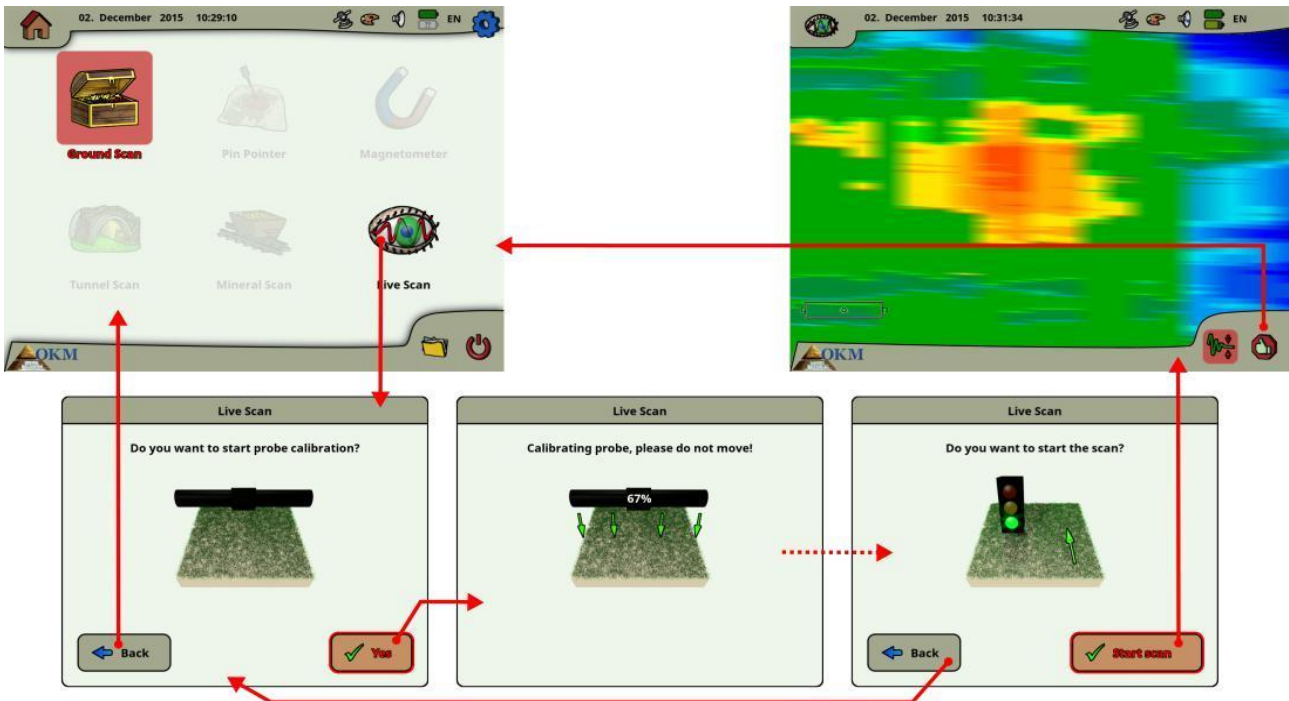 02. December 2015 10:29:10
EN
Ground Scan
Pin Pointer
Magnetometer
Tunnel Scan
Mineral Scan
Live Scan
OKM
02. December 2015 10:31:34
EN
OKM
Live Scan
Do you want to start probe calibration?
Back
Yes
Live Scan
Calibrating probe, please do not move!
67%
Live Scan
Do you want to start the scan?
Back
Start scan